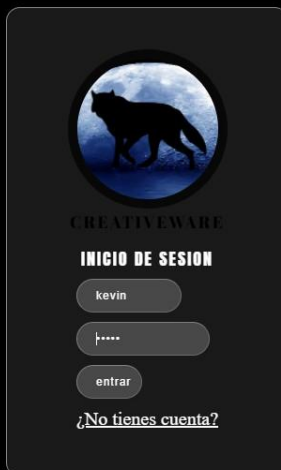 CREATIVEWARE
INICIO DE SESION
kevin
•••••
entrar
¿No tienes cuenta?